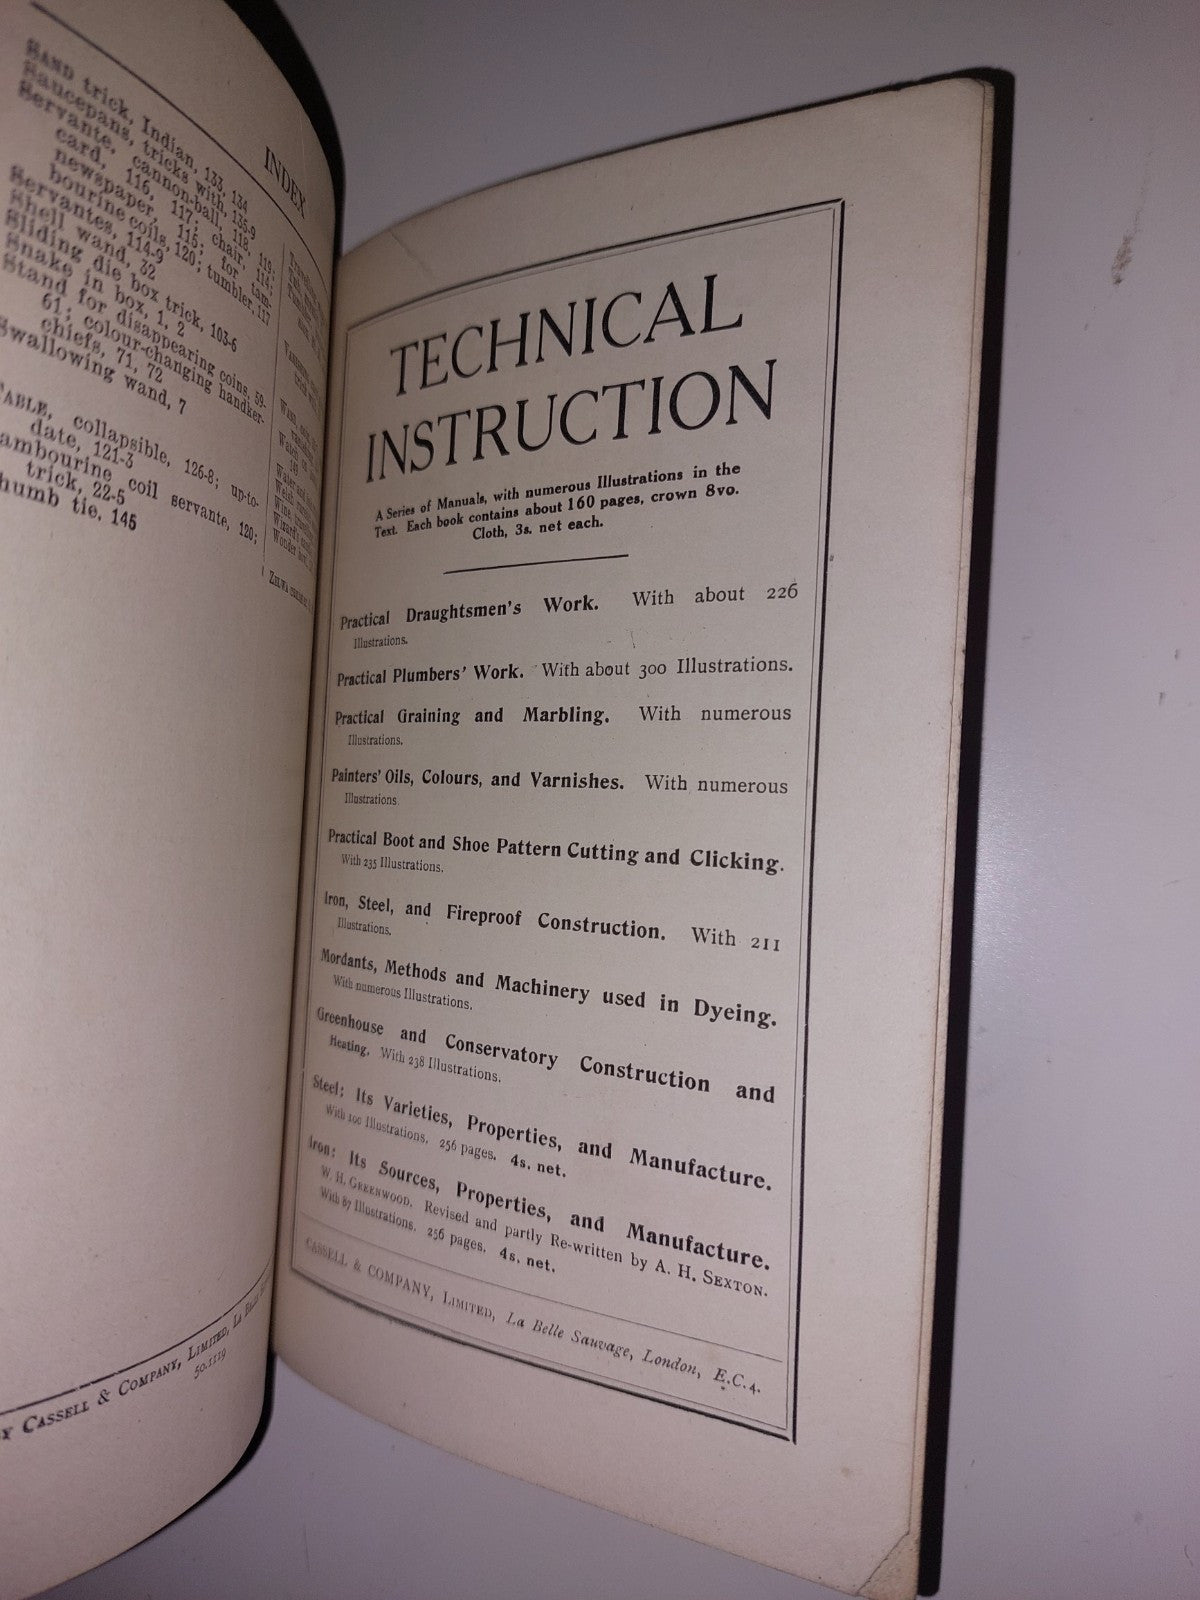 INDEX
SAND trick, Indian, 133, 134
Saucepans, tricks with, 135-9
Servante, cannon-ball, 118, 119;
card, 116, 117; chair, 114;
newspaper, 115; for tam-
bourine coils, 120; tumbler, 117
Servantes, 114-9
Shell wand, 32
Sliding die box trick, 103-6
Snake in box, 1, 2
Stand for disappearing coins, 59-
61; colour-changing handker-
chiefs, 71, 72
Swallowing wand, 7
TABLE, collapsible, 126-8; up-to-
date, 121-3
ambourine coil servante, 120;
trick, 22-5
humb tie, 145
Y CASSELL & COMPANY, LIMITED, LA BELLE
50.1119
TECHNICAL
INSTRUCTION
A Series of Manuals, with numerous Illustrations in the
Text. Each book contains about 160 pages, crown 8vo.
Cloth, 3s. net each.
Practical Draughtsmen's Work. With about 226
Illustrations.
Practical Plumbers' Work. With about 300 Illustrations.
Practical Graining and Marbling. With numerous
Illustrations.
Painters' Oils, Colours, and Varnishes. With numerous
Illustrations
Practical Boot and Shoe Pattern Cutting and Clicking.
With 235 Illustrations.
Iron, Steel, and Fireproof Construction. With 211
Illustrations.
Mordants, Methods and Machinery used in Dyeing.
With numerous Illustrations.
Greenhouse and Conservatory Construction and
Heating. With 238 Illustrations.
Steel: Its Varieties, Properties, and Manufacture.
With 100 Illustrations. 256 pages. 4s. net.
Iron: Its Sources, Properties, and Manufacture.
W. H. GREENWOOD. Revised and partly Re-written by A. H. SEXTON.
With 87 Illustrations. 256 pages. 4s. net.
CASSELL & COMPANY, LIMITED, La Belle Sauvage, London, E.C.4.